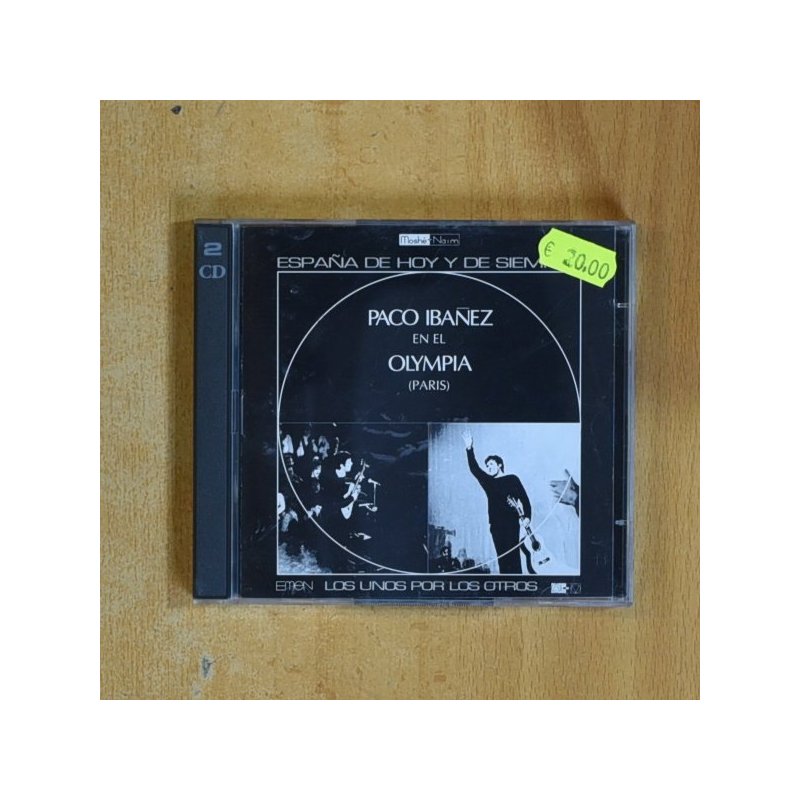 2
CD
Moshé-Naïm
€ 20,00
ESPAÑA DE HOY Y DE SIEM
PACO IBAÑEZ
EN EL
OLYMPIA
(PARIS)
EMEN LOS UNOS POR LOS OTROS